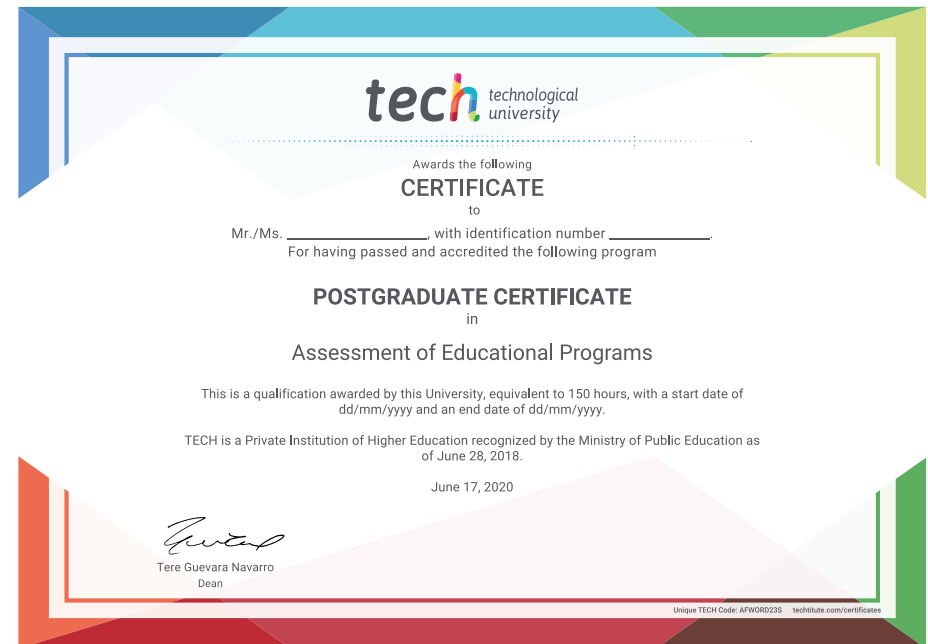 tech technological
university
Awards the following
CERTIFICATE
to
Mr./Ms. ____________________, with identification number ______________.
For having passed and accredited the following program
POSTGRADUATE CERTIFICATE
in
Assessment of Educational Programs
This is a qualification awarded by this University, equivalent to 150 hours, with a start date of
dd/mm/yyyy and an end date of dd/mm/yyyy.
TECH is a Private Institution of Higher Education recognized by the Ministry of Public Education as
of June 28, 2018.
June 17, 2020
Tere Guevara Navarro
Dean
Unique TECH Code: AFWORD23S techtitute.com/certificates